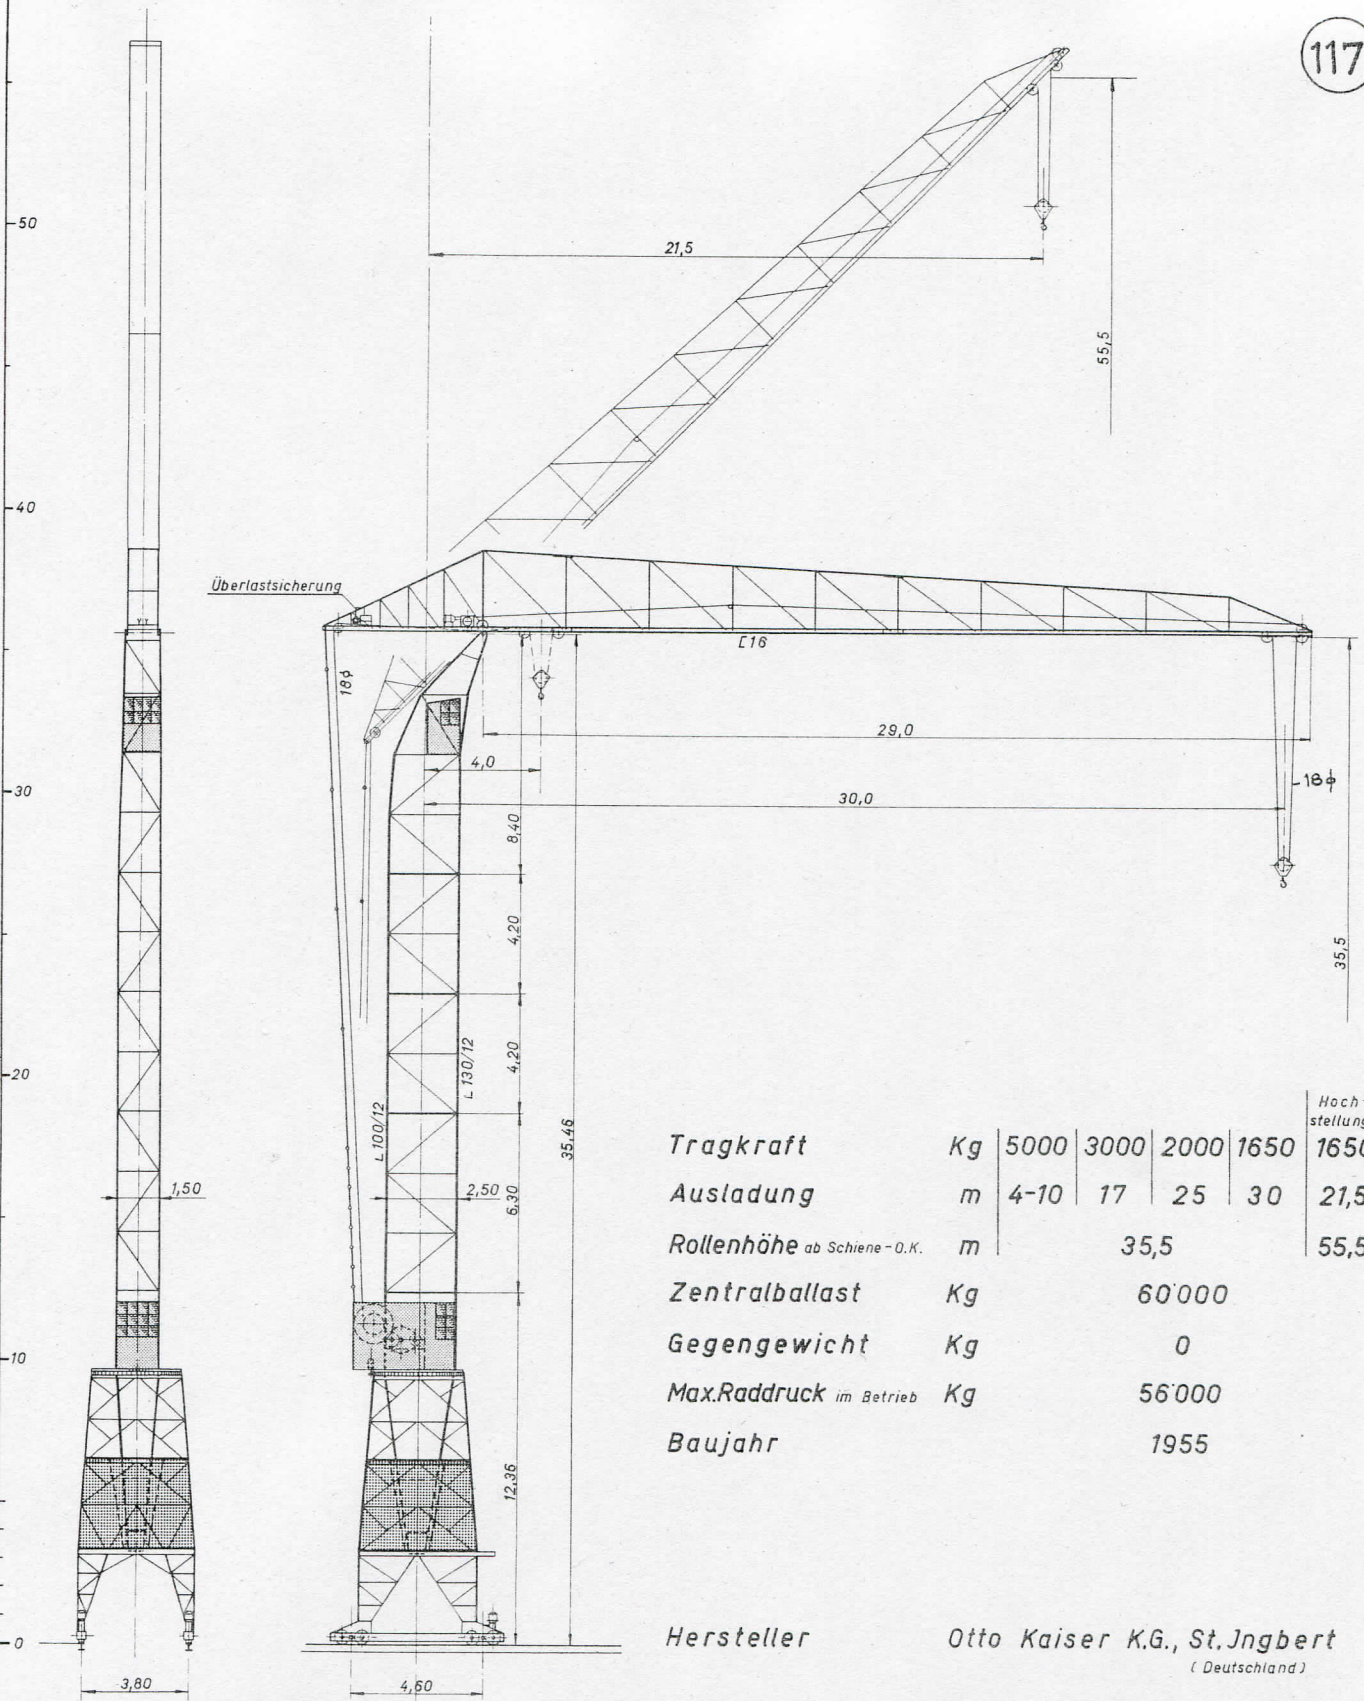 117
50
21,5
55,5
40
Überlastsicherung
[16
18ϕ
29,0
4,0
30
30,0
18ϕ
8,40
4,20
35,5
20
4,20
L 130/12
L 100/12
35,46
Hoch-
stellung
Tragkraft Kg 5000 3000 2000 1650 1650
1,50
2,50
6,30
Ausladung m 4-10 17 25 30 21,5
Rollenhöhe ab Schiene-O.K. m 35,5 55,5
Zentralballast Kg 60'000
Gegengewicht Kg 0
10
Max.Raddruck im Betrieb Kg 56'000
Baujahr 1955
12,36
0
Hersteller Otto Kaiser K.G., St.Jngbert
(Deutschland)
3,80
4,60